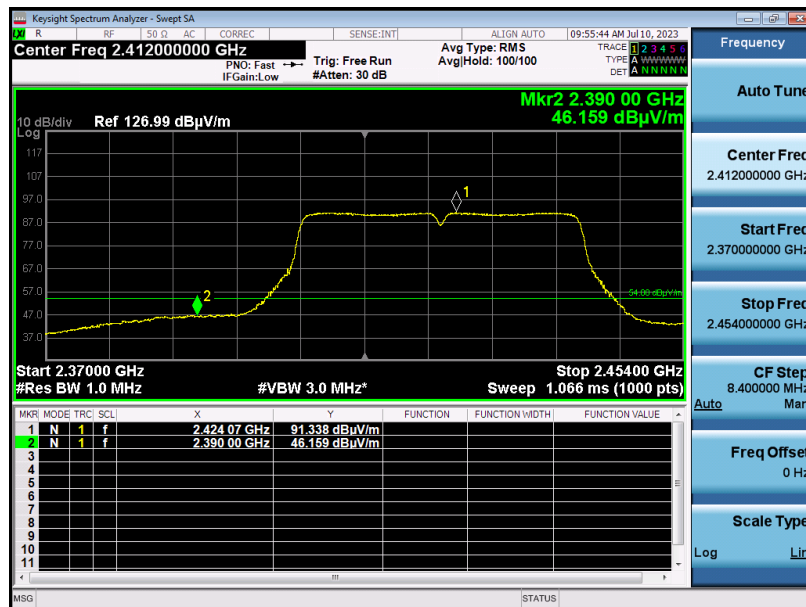 Keysight Spectrum Analyzer - Swept SA
LXI R RF 50 Ω AC CORREC SENSE:INT ALIGN AUTO 09:55:44 AM Jul 10, 2023
Center Freq 2.412000000 GHz
PNO: Fast
IFGain:Low
Trig: Free Run
#Atten: 30 dB
Avg Type: RMS
Avg|Hold: 100/100
TRACE 1 2 3 4 5 6
TYPE A WWWWW
DET A N N N N N
Mkr2 2.390 00 GHz
46.159 dBµV/m
10 dB/div Ref 126.99 dBµV/m
Log
117
107
97.0
87.0
77.0
67.0
57.0
47.0
37.0
1
2
54.00 dBµV/m
Start 2.37000 GHz Stop 2.45400 GHz
#Res BW 1.0 MHz #VBW 3.0 MHz* Sweep 1.066 ms (1000 pts)
MKR MODE TRC SCL X Y FUNCTION FUNCTION WIDTH FUNCTION VALUE
1 N 1 f 2.424 07 GHz 91.338 dBµV/m
2 N 1 f 2.390 00 GHz 46.159 dBµV/m
3
4
5
6
7
8
9
10
11
MSG STATUS
Frequency
Auto Tune
Center Freq
2.412000000 GHz
Start Freq
2.370000000 GHz
Stop Freq
2.454000000 GHz
CF Step
8.400000 MHz
Auto Man
Freq Offset
0 Hz
Scale Type
Log Lin